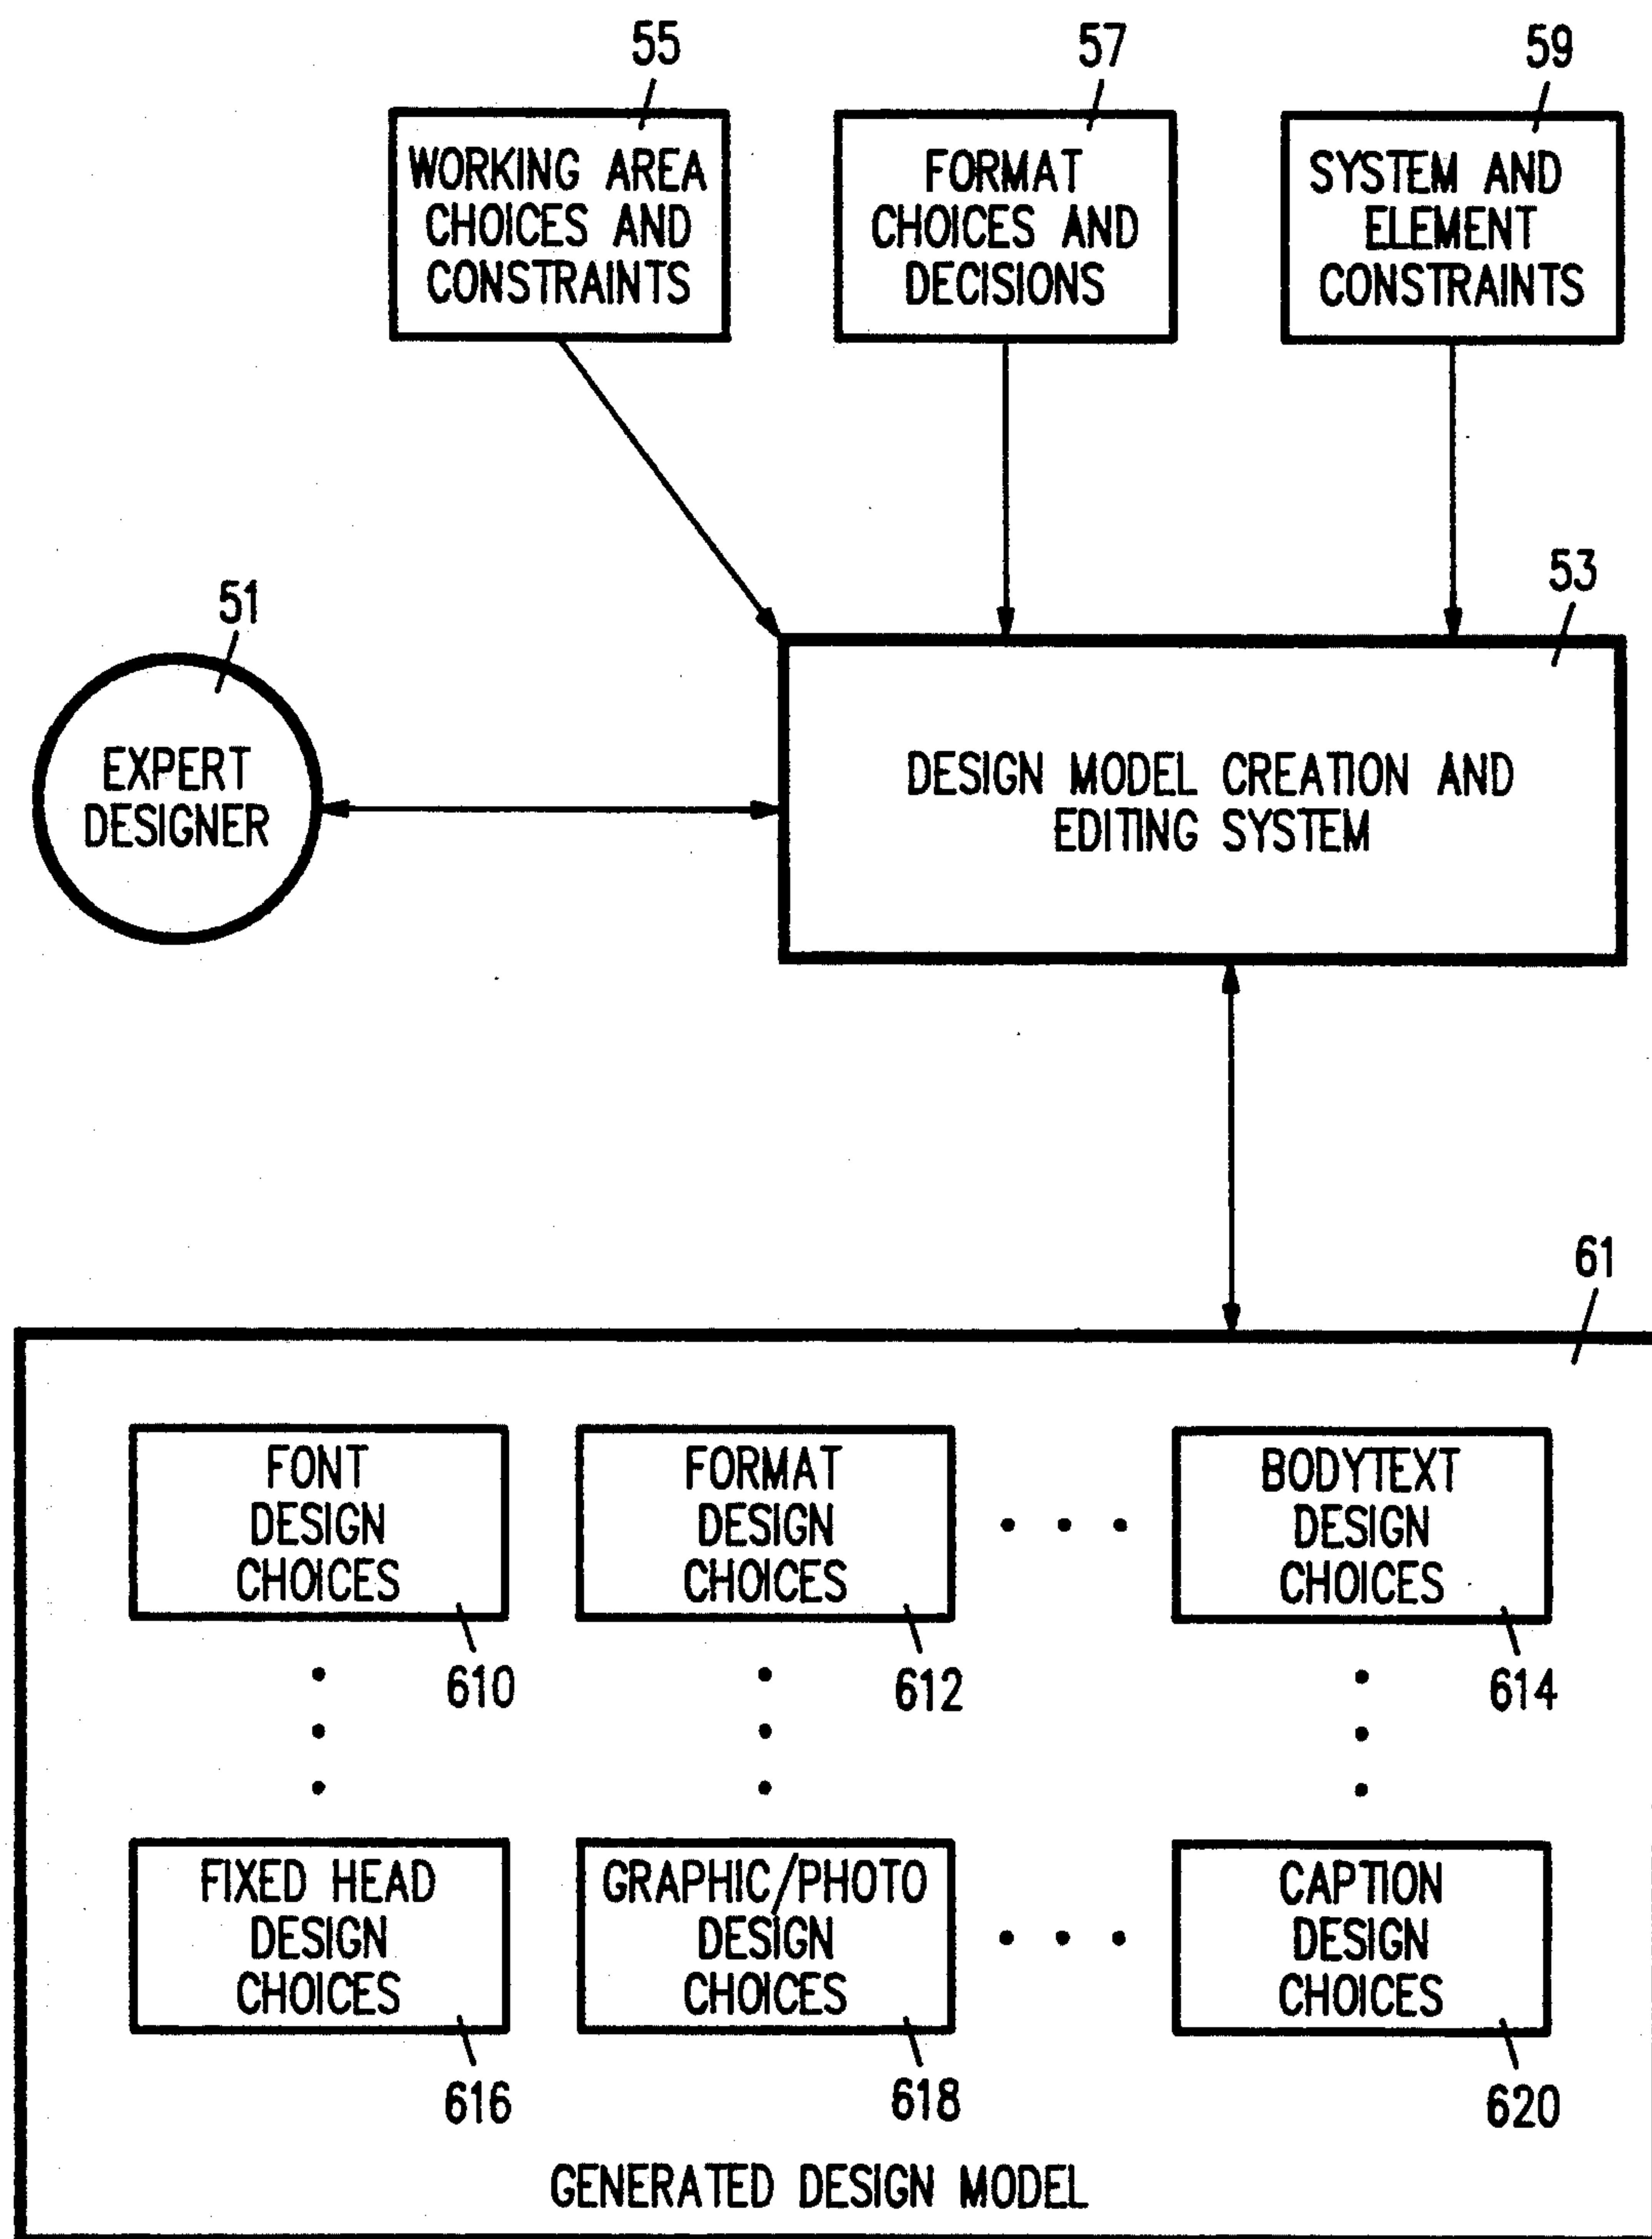 55
57
59
WORKING AREA
CHOICES AND
CONSTRAINTS
FORMAT
CHOICES AND
DECISIONS
SYSTEM AND
ELEMENT
CONSTRAINTS
51
53
EXPERT
DESIGNER
DESIGN MODEL CREATION AND
EDITING SYSTEM
61
FONT
DESIGN
CHOICES
610
FORMAT
DESIGN
CHOICES
612
BODYTEXT
DESIGN
CHOICES
614
FIXED HEAD
DESIGN
CHOICES
616
GRAPHIC/PHOTO
DESIGN
CHOICES
618
CAPTION
DESIGN
CHOICES
620
GENERATED DESIGN MODEL